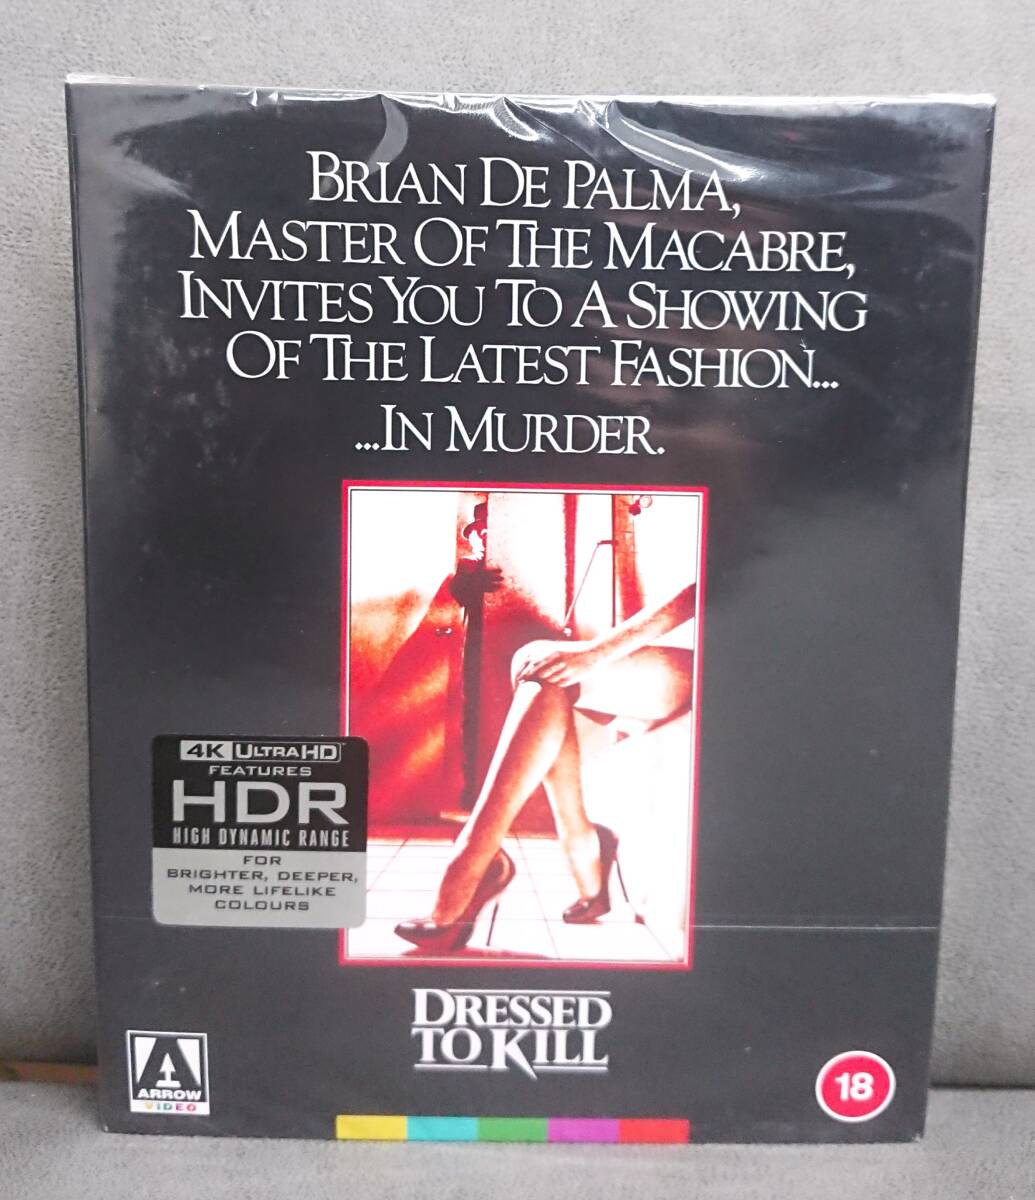 BRIAN DE PALMA,
MASTER OF THE MACABRE,
INVITES YOU TO A SHOWING
OF THE LATEST FASHION...
...IN MURDER.
4K ULTRA HD
FEATURES
HDR
HIGH DYNAMIC RANGE
FOR
BRIGHTER, DEEPER,
MORE LIFELIKE
COLOURS
DRESSED
TO KILL
ARROW
VIDEO
18